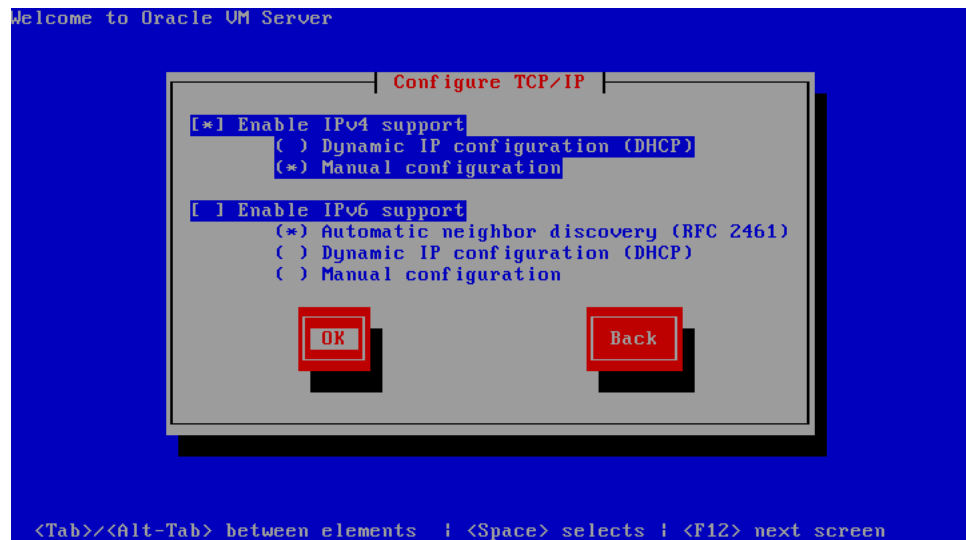 Welcome to Oracle VM Server
Configure TCP/IP
[*] Enable IPv4 support
( ) Dynamic IP configuration (DHCP)
(*) Manual configuration
[ ] Enable IPv6 support
(*) Automatic neighbor discovery (RFC 2461)
( ) Dynamic IP configuration (DHCP)
( ) Manual configuration
OK Back
<Tab>/<Alt-Tab> between elements | <Space> selects | <F12> next screen